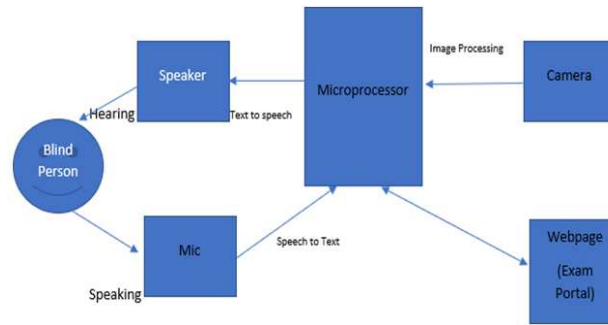 Image Processing
Speaker
Microprocessor
Camera
Hearing
Text to speech
Blind
Person
Mic
Speech to Text
Webpage
(Exam
Portal)
Speaking